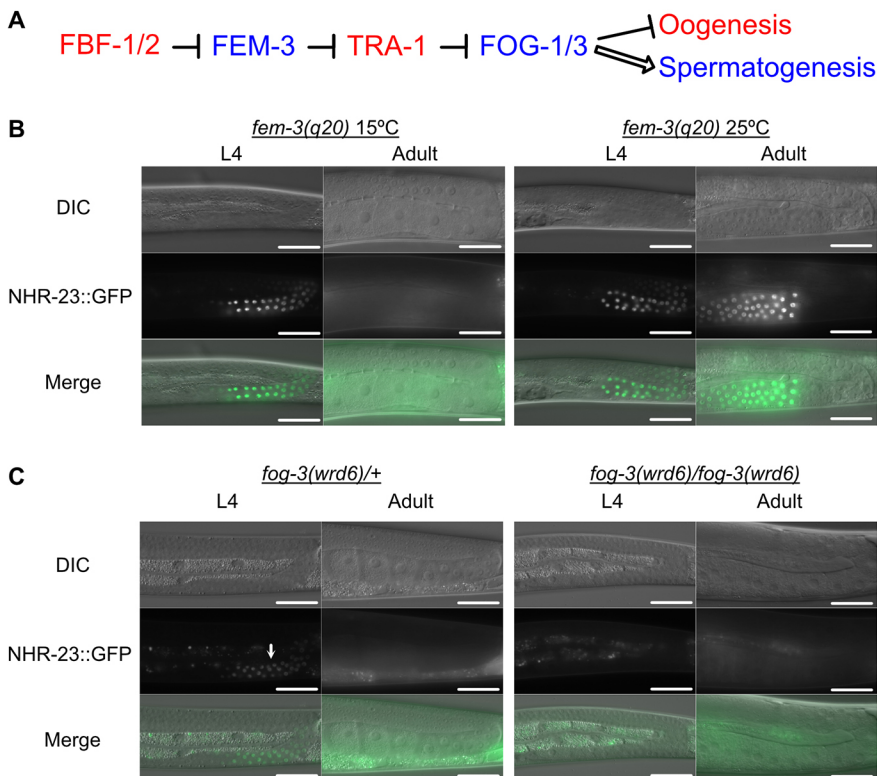 A
FBF-1/2 FEM-3 TRA-1 FOG-1/3 Oogenesis
Spermatogenesis
B
fem-3(q20) 15ºC fem-3(q20) 25ºC
L4 Adult L4 Adult
DIC
NHR-23::GFP
Merge
C
fog-3(wrd6)/+ fog-3(wrd6)/fog-3(wrd6)
L4 Adult L4 Adult
DIC
NHR-23::GFP
Merge